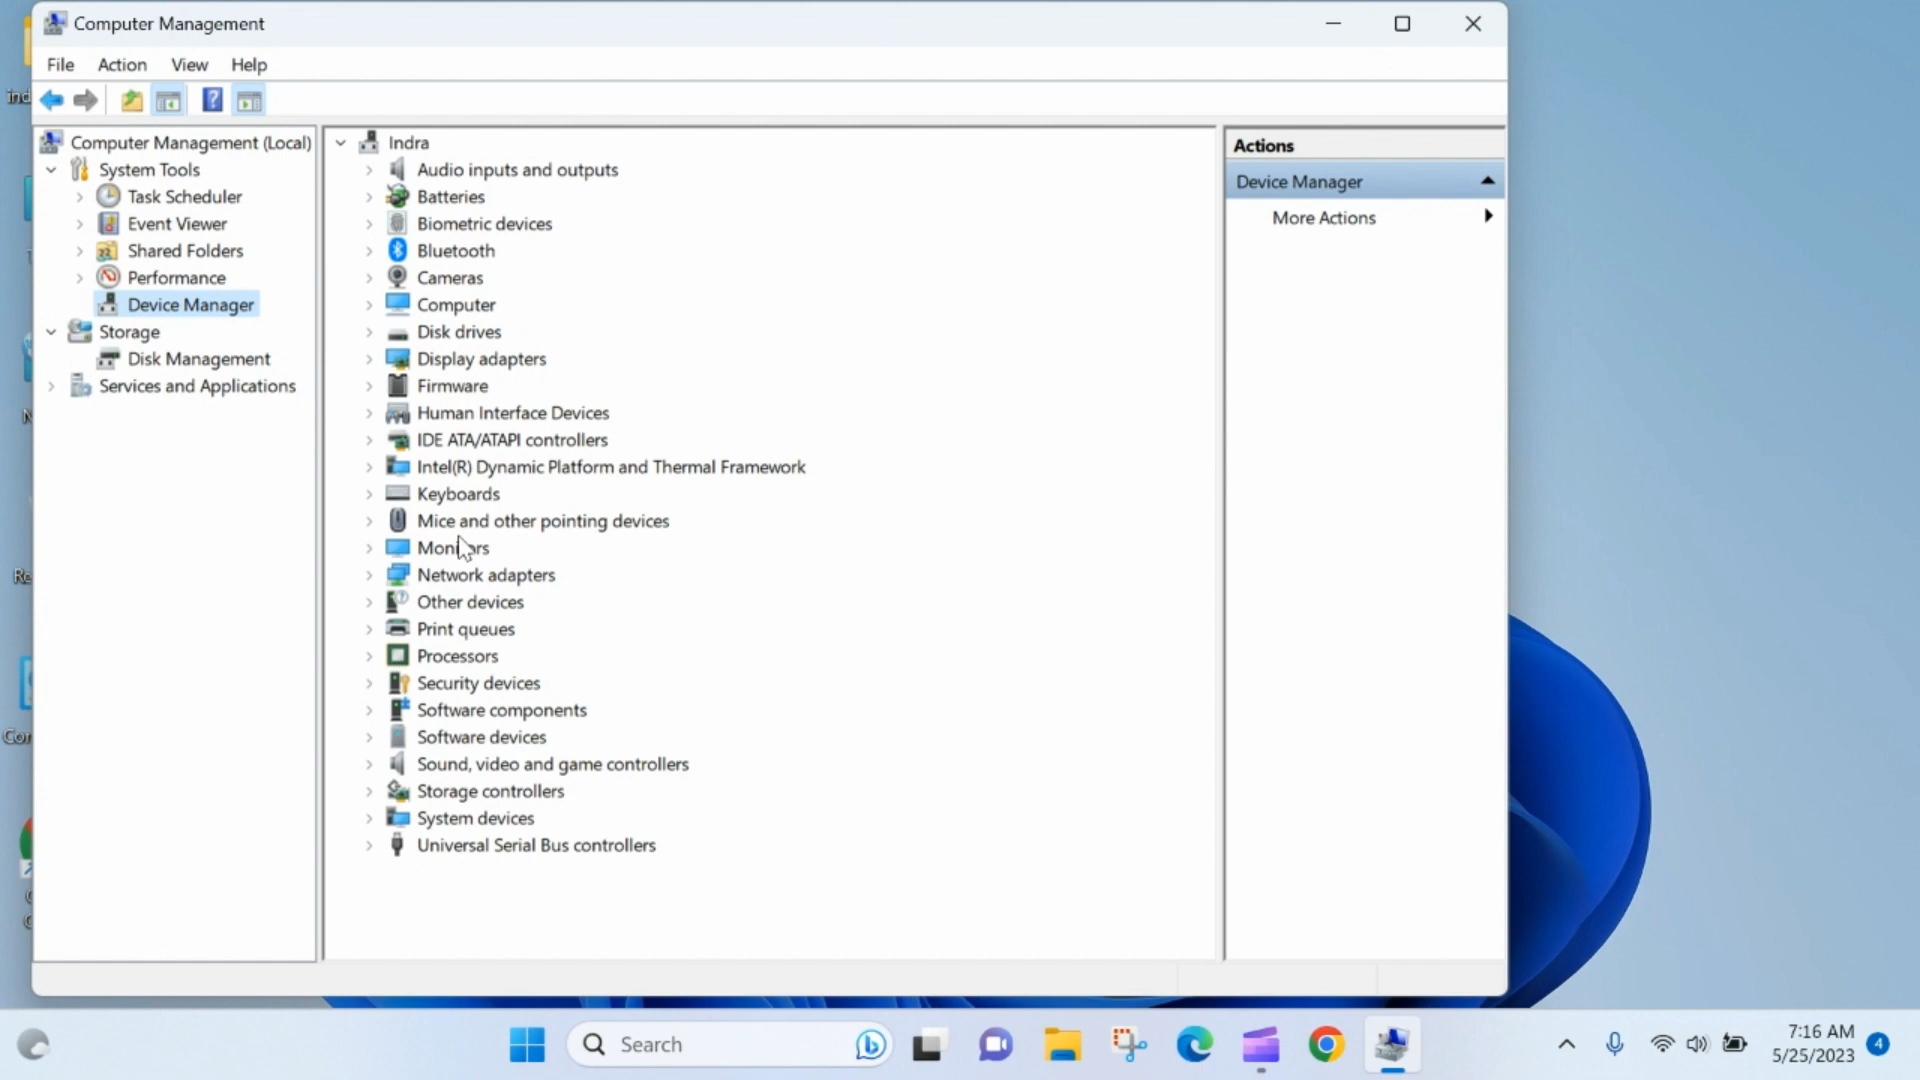 Computer Management
File Action View Help
Computer Management (Local)
System Tools
Task Scheduler
Event Viewer
Shared Folders
Performance
Device Manager
Storage
Disk Management
Services and Applications
Indra
Audio inputs and outputs
Batteries
Biometric devices
Bluetooth
Cameras
Computer
Disk drives
Display adapters
Firmware
Human Interface Devices
IDE ATA/ATAPI controllers
Intel(R) Dynamic Platform and Thermal Framework
Keyboards
Mice and other pointing devices
Monitors
Network adapters
Other devices
Print queues
Processors
Security devices
Software components
Software devices
Sound, video and game controllers
Storage controllers
System devices
Universal Serial Bus controllers
Actions
Device Manager
More Actions
ind
Re
Search
7:16 AM
5/25/2023
4